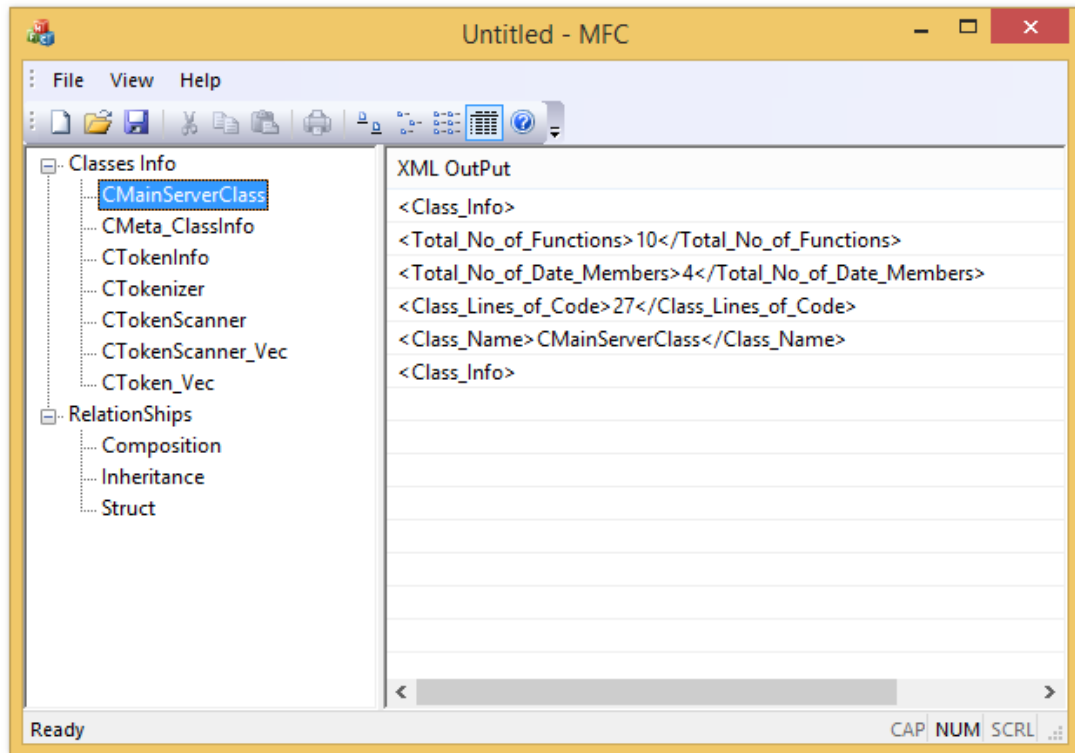 Untitled - MFC
File View Help
Classes Info
CMainServerClass
CMeta_ClassInfo
CTokenInfo
CTokenizer
CTokenScanner
CTokenScanner_Vec
CToken_Vec
RelationShips
Composition
Inheritance
Struct
XML OutPut
<Class_Info>
<Total_No_of_Functions>10</Total_No_of_Functions>
<Total_No_of_Date_Members>4</Total_No_of_Date_Members>
<Class_Lines_of_Code>27</Class_Lines_of_Code>
<Class_Name>CMainServerClass</Class_Name>
<Class_Info>
Ready CAP NUM SCRL